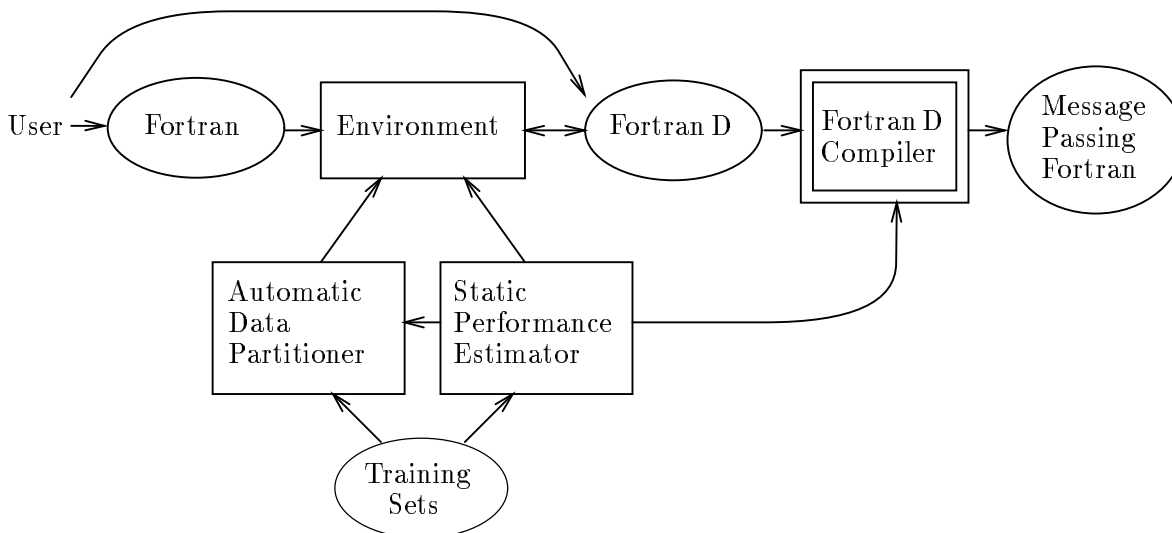 User
Fortran
Environment
Fortran D
Fortran D
Compiler
Message
Passing
Fortran
Automatic
Data
Partitioner
Static
Performance
Estimator
Training
Sets